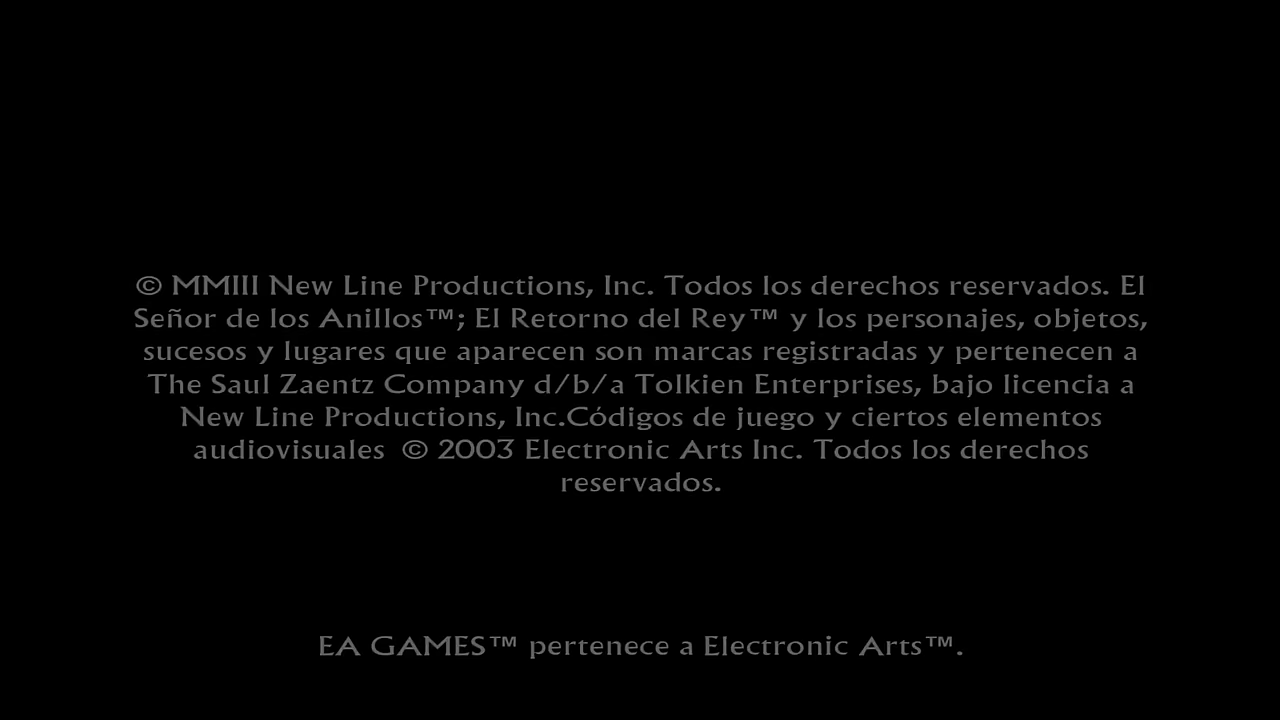 © MMIII New Line Productions, Inc. Todos los derechos reservados. El
Señor de los Anillos™; El Retorno del Rey™ y los personajes, objetos,
sucesos y lugares que aparecen son marcas registradas y pertenecen a
The Saul Zaentz Company d/b/a Tolkien Enterprises, bajo licencia a
New Line Productions, Inc.Códigos de juego y ciertos elementos
audiovisuales © 2003 Electronic Arts Inc. Todos los derechos
reservados.
EA GAMES™ pertenece a Electronic Arts™.